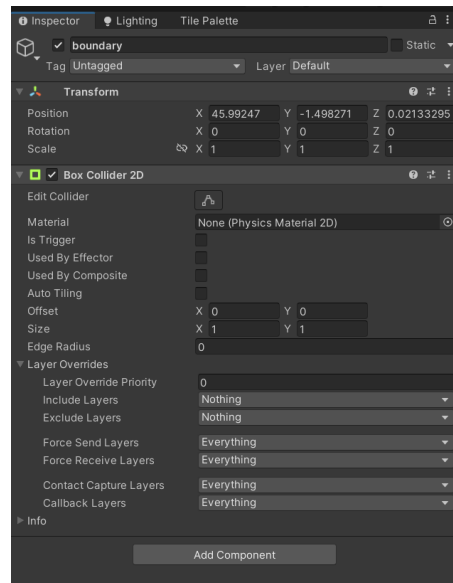 Inspector Lighting Tile Palette
boundary Static
Tag Untagged Layer Default
Transform
Position X 45.99247 Y -1.498271 Z 0.02133295
Rotation X 0 Y 0 Z 0
Scale X 1 Y 1 Z 1
Box Collider 2D
Edit Collider
Material None (Physics Material 2D)
Is Trigger
Used By Effector
Used By Composite
Auto Tiling
Offset X 0 Y 0
Size X 1 Y 1
Edge Radius 0
Layer Overrides
Layer Override Priority 0
Include Layers Nothing
Exclude Layers Nothing
Force Send Layers Everything
Force Receive Layers Everything
Contact Capture Layers Everything
Callback Layers Everything
Info
Add Component